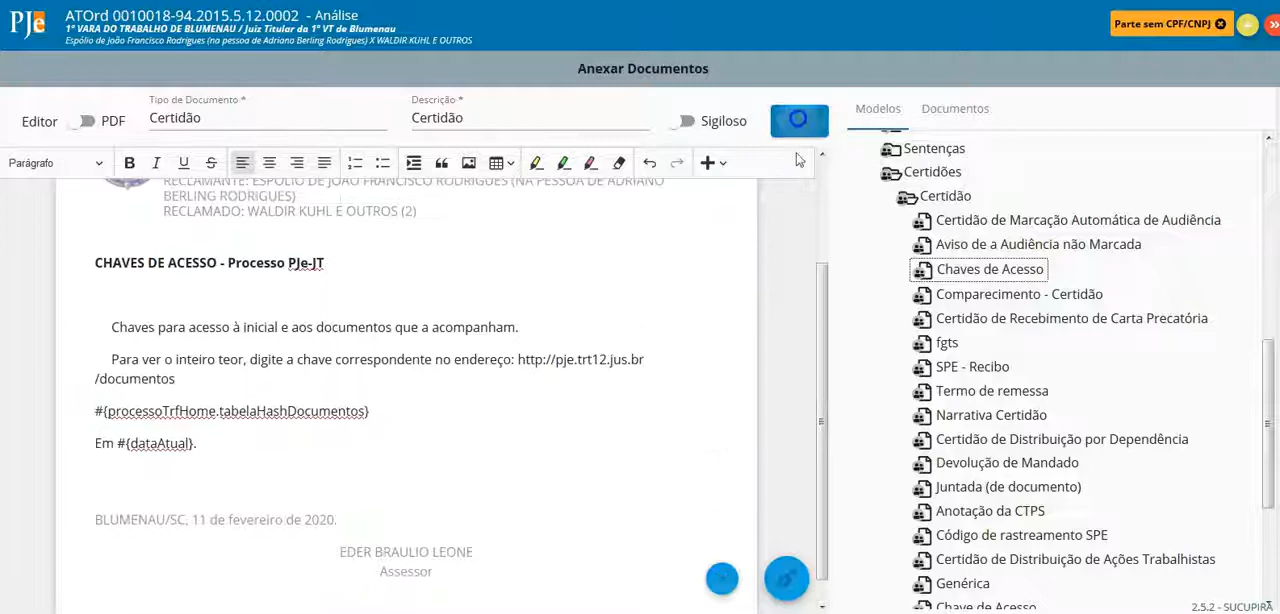 PJe
ATOrd 0010018-94.2015.5.12.0002 - Análise
1ª VARA DO TRABALHO DE BLUMENAU / Juiz Titular da 1ª VT de Blumenau
Espólio de João Francisco Rodrigues (na pessoa de Adriano Berling Rodrigues) X WALDIR KUHL E OUTROS
Parte sem CPF/CNPJ
Anexar Documentos
Editor
PDF
Tipo de Documento *
Certidão
Descrição *
Certidão
Sigiloso
Modelos
Documentos
Parágrafo
B I U S
RECLAMANTE: ESPÓLIO DE JOÃO FRANCISCO RODRIGUES (NA PESSOA DE ADRIANO
BERLING RODRIGUES)
RECLAMADO: WALDIR KUHL E OUTROS (2)
CHAVES DE ACESSO - Processo PJe-JT
Chaves para acesso à inicial e aos documentos que a acompanham.
Para ver o inteiro teor, digite a chave correspondente no endereço: http://pje.trt12.jus.br
/documentos
#{processoTrfHome.tabelaHashDocumentos}
Em #{dataAtual}.
BLUMENAU/SC, 11 de fevereiro de 2020.
EDER BRAULIO LEONE
Assessor
Sentenças
Certidões
Certidão
Certidão de Marcação Automática de Audiência
Aviso de a Audiência não Marcada
Chaves de Acesso
Comparecimento - Certidão
Certidão de Recebimento de Carta Precatória
fgts
SPE - Recibo
Termo de remessa
Narrativa Certidão
Certidão de Distribuição por Dependência
Devolução de Mandado
Juntada (de documento)
Anotação da CTPS
Código de rastreamento SPE
Certidão de Distribuição de Ações Trabalhistas
Genérica
Chave de Acesso
2.5.2 - SUCUPIRA